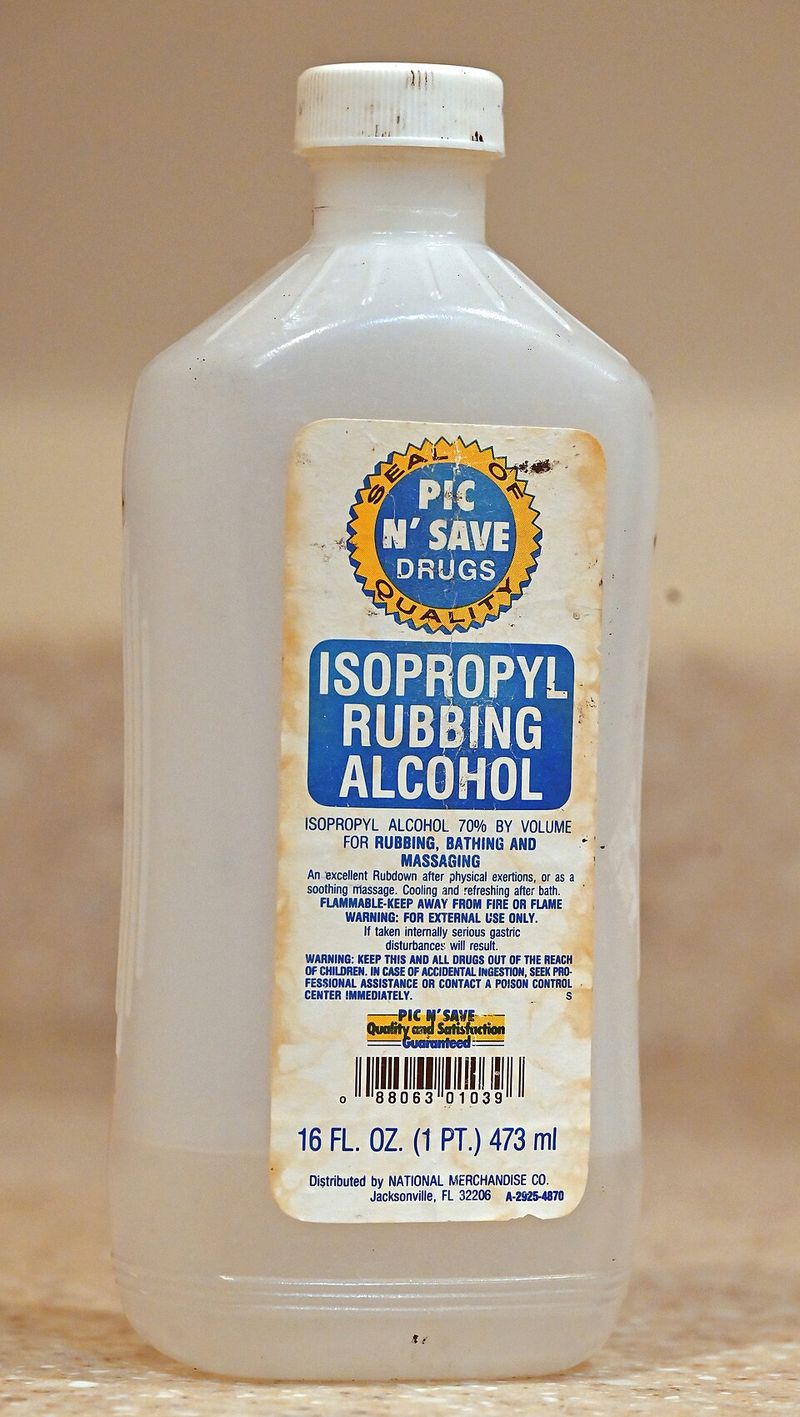 SEAL OF
PIC
N' SAVE
DRUGS
QUALITY
ISOPROPYL
RUBBING
ALCOHOL
ISOPROPYL ALCOHOL 70% BY VOLUME
FOR RUBBING, BATHING AND
MASSAGING
An excellent Rubdown after physical exertions, or as a
soothing massage. Cooling and refreshing after bath.
FLAMMABLE-KEEP AWAY FROM FIRE OR FLAME
WARNING: FOR EXTERNAL USE ONLY.
If taken internally serious gastric
disturbances will result.
WARNING: KEEP THIS AND ALL DRUGS OUT OF THE REACH
OF CHILDREN. IN CASE OF ACCIDENTAL INGESTION, SEEK PRO-
FESSIONAL ASSISTANCE OR CONTACT A POISON CONTROL
CENTER IMMEDIATELY. S
PIC N' SAVE
Quality and Satisfaction
Guaranteed
0 88063 01039
16 FL. OZ. (1 PT.) 473 ml
Distributed by NATIONAL MERCHANDISE CO.
Jacksonville, FL 32206 A-2925-4870